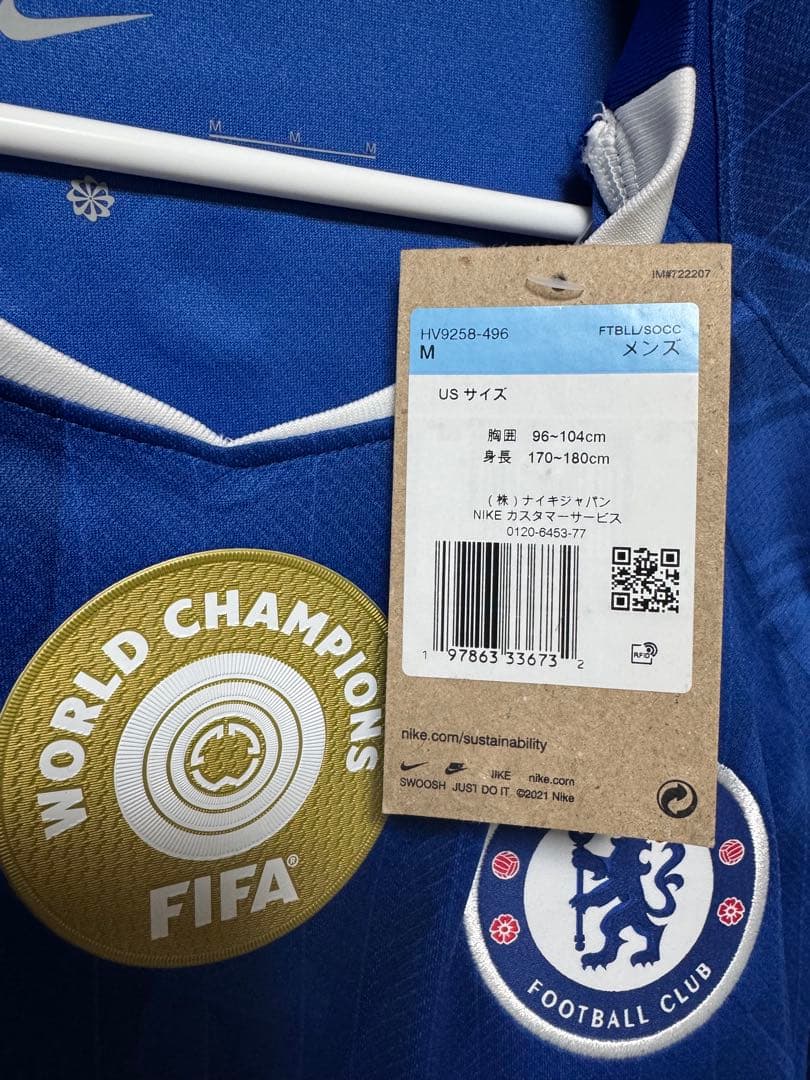 M M M
IM#722207
HV9258-496
FTBLL/SOCC
M
メンズ
US サイズ
胸囲 96~104cm
身長 170~180cm
(株)ナイキジャパン
NIKE カスタマーサービス
0120-6453-77
1 97863 33673 2
RFID
nike.com/sustainability
NIKE nike.com
SWOOSH JUST DO IT ©2021 Nike
WORLD CHAMPIONS
FIFA®
FOOTBALL CLUB